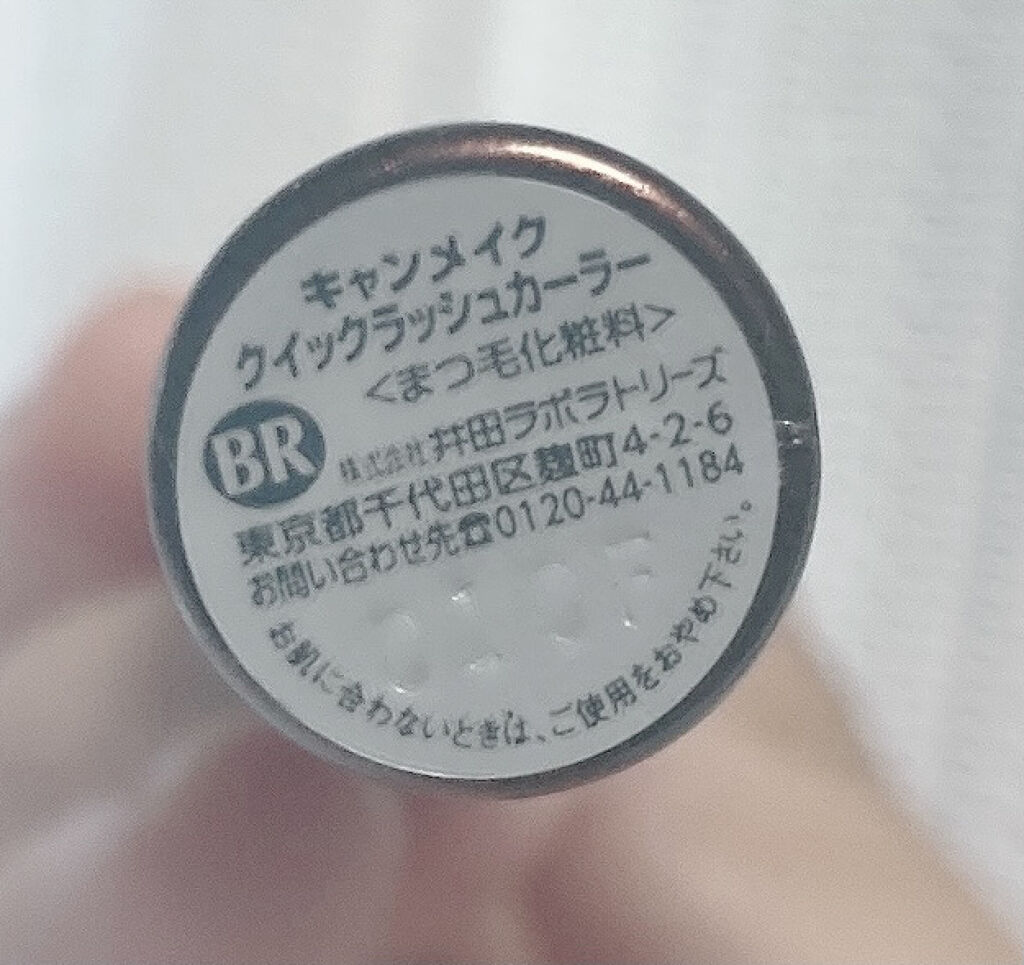 キャンメイク
クイックラッシュカーラー
<まつ毛化粧料>
BR
株式会社井田ラボラトリーズ
東京都千代田区麹町4-2-6
お問い合わせ先☎0120-44-1184
お肌に合わないときは、ご使用をおやめ下さい。